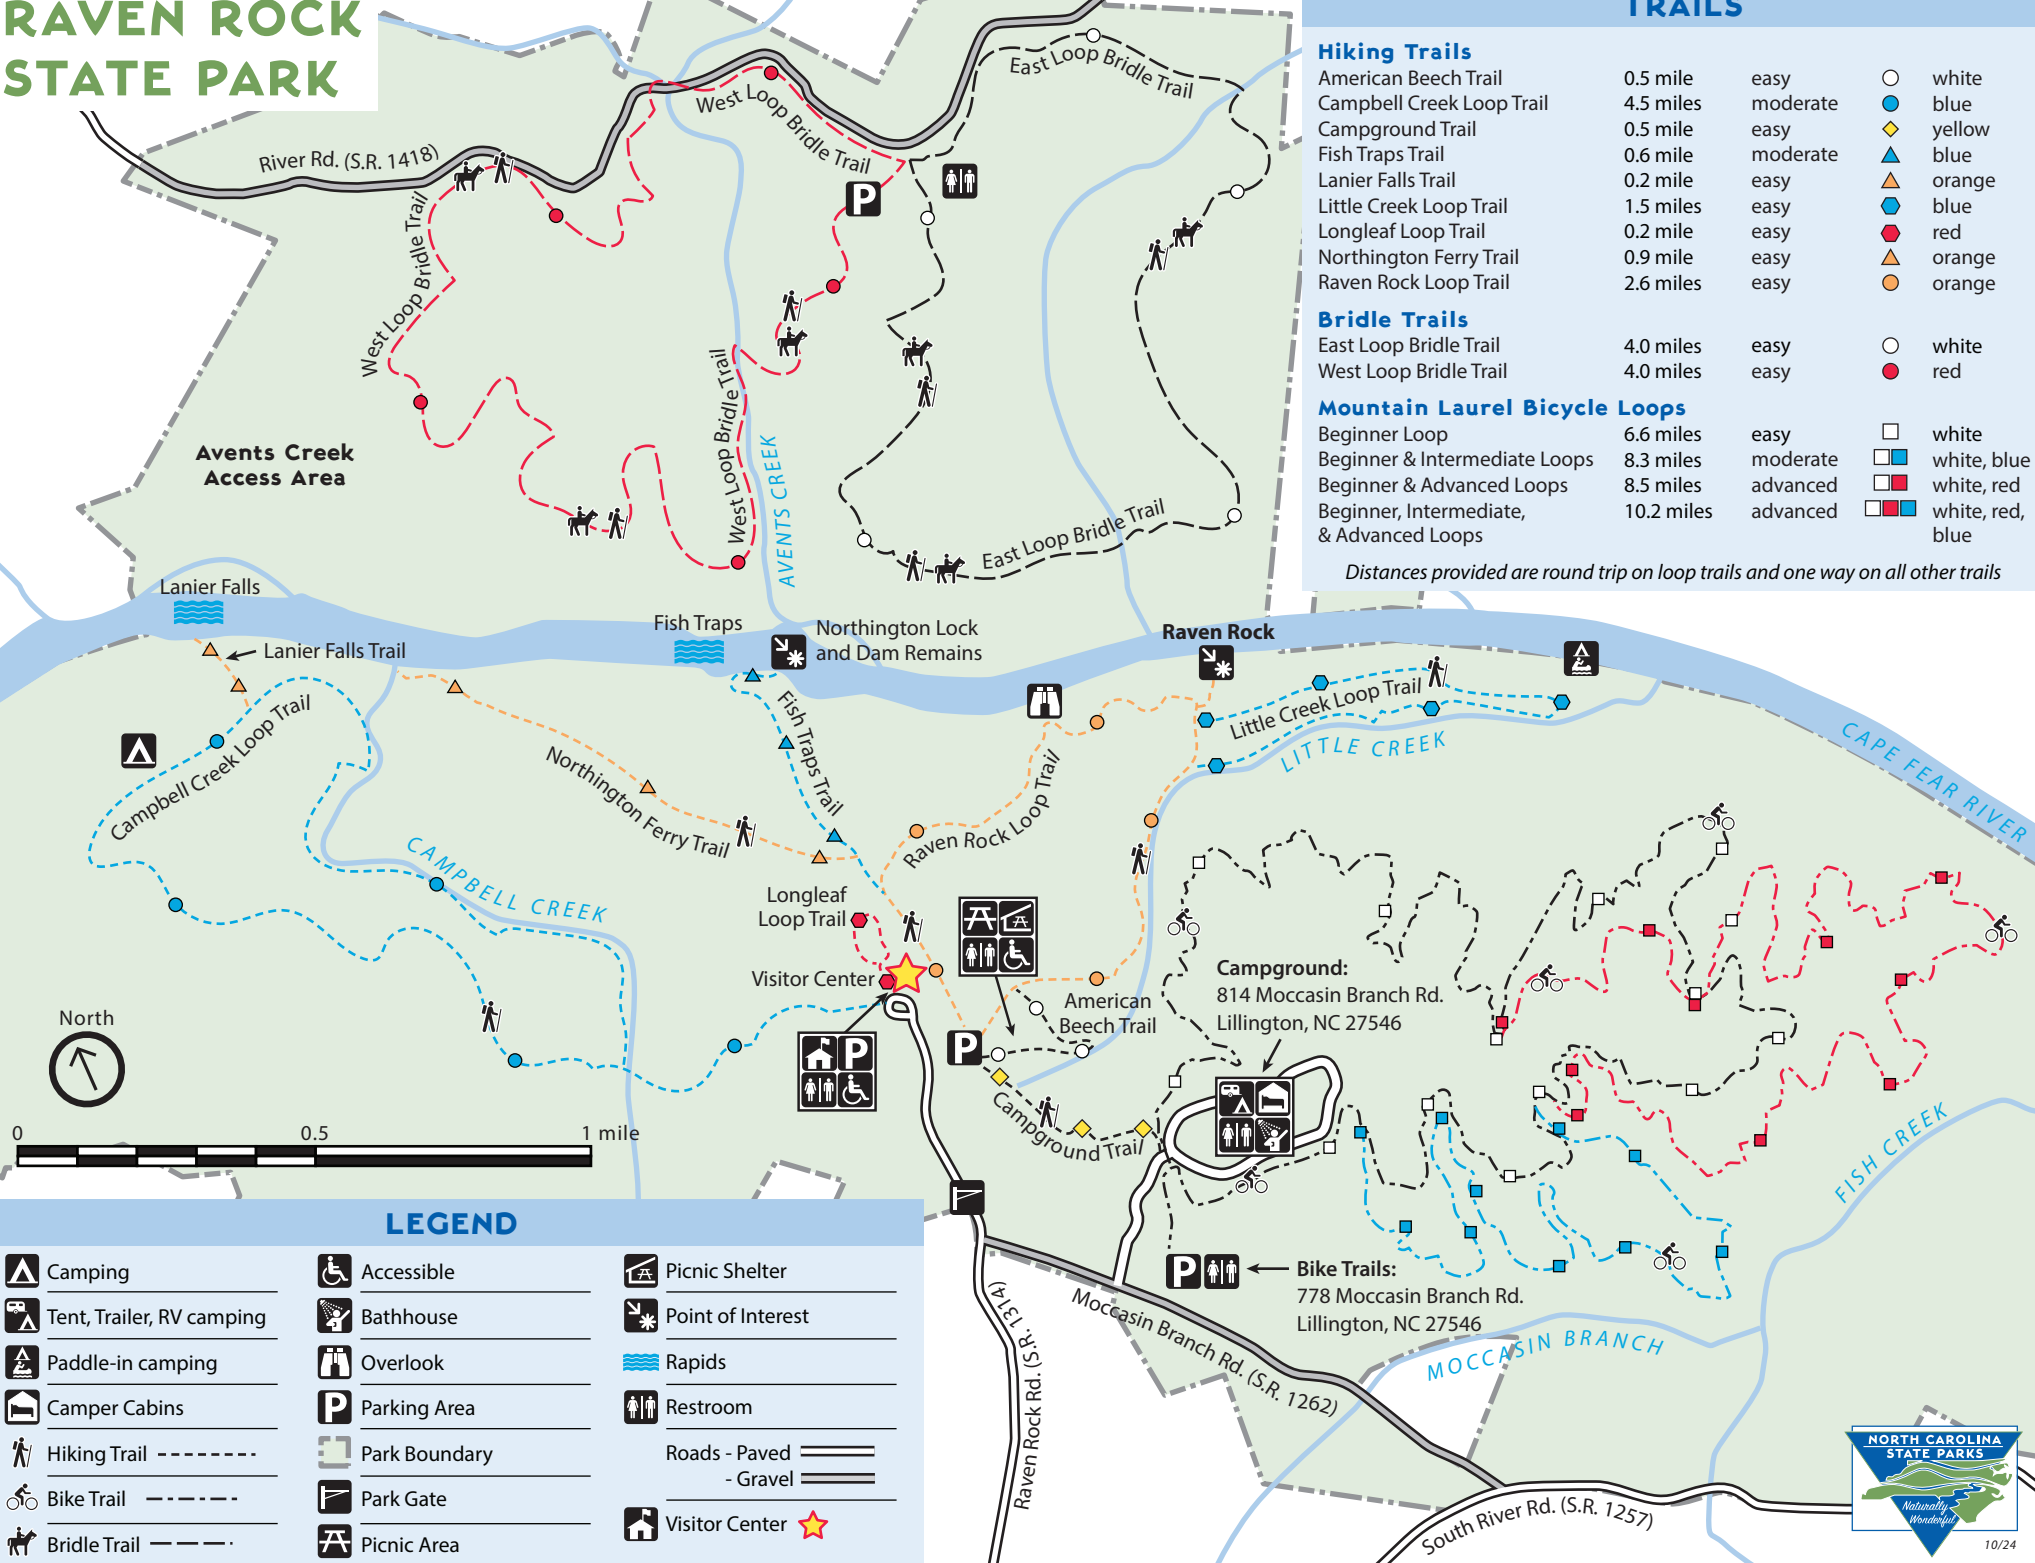 RAVEN ROCK
STATE PARK
TRAILS
Hiking Trails
American Beech Trail 0.5 mile easy white
Campbell Creek Loop Trail 4.5 miles moderate blue
Campground Trail 0.5 mile easy yellow
Fish Traps Trail 0.6 mile moderate blue
Lanier Falls Trail 0.2 mile easy orange
Little Creek Loop Trail 1.5 miles easy blue
Longleaf Loop Trail 0.2 mile easy red
Northington Ferry Trail 0.9 mile easy orange
Raven Rock Loop Trail 2.6 miles easy orange
Bridle Trails
East Loop Bridle Trail 4.0 miles easy white
West Loop Bridle Trail 4.0 miles easy red
Mountain Laurel Bicycle Loops
Beginner Loop 6.6 miles easy white
Beginner & Intermediate Loops 8.3 miles moderate white, blue
Beginner & Advanced Loops 8.5 miles advanced white, red
Beginner, Intermediate, 10.2 miles advanced white, red,
& Advanced Loops blue
Distances provided are round trip on loop trails and one way on all other trails
East Loop Bridle Trail
West Loop Bridle Trail
River Rd. (S.R. 1418)
P
West Loop Bridle Trail
West Loop Bridle Trail
AVENTS CREEK
Avents Creek
Access Area
East Loop Bridle Trail
Lanier Falls
Fish Traps
Northington Lock
and Dam Remains
Raven Rock
Lanier Falls Trail
Campbell Creek Loop Trail
Northington Ferry Trail
Fish Traps Trail
Raven Rock Loop Trail
Little Creek Loop Trail
LITTLE CREEK
CAPE FEAR RIVER
CAMPBELL CREEK
Longleaf
Loop Trail
Visitor Center
American
Beech Trail
Campground:
814 Moccasin Branch Rd.
Lillington, NC 27546
North
P
P
Campground Trail
0 0.5 1 mile
FISH CREEK
P
Bike Trails:
778 Moccasin Branch Rd.
Lillington, NC 27546
MOCCASIN BRANCH
Moccasin Branch Rd. (S.R. 1262)
Raven Rock Rd. (S.R. 1314)
South River Rd. (S.R. 1257)
LEGEND
Camping
Tent, Trailer, RV camping
Paddle-in camping
Camper Cabins
Hiking Trail
Bike Trail
Bridle Trail
Accessible
Bathhouse
Overlook
P Parking Area
Park Boundary
Park Gate
Picnic Area
Picnic Shelter
Point of Interest
Rapids
Restroom
Roads - Paved
- Gravel
Visitor Center
NORTH CAROLINA
STATE PARKS
Naturally
Wonderful
10/24